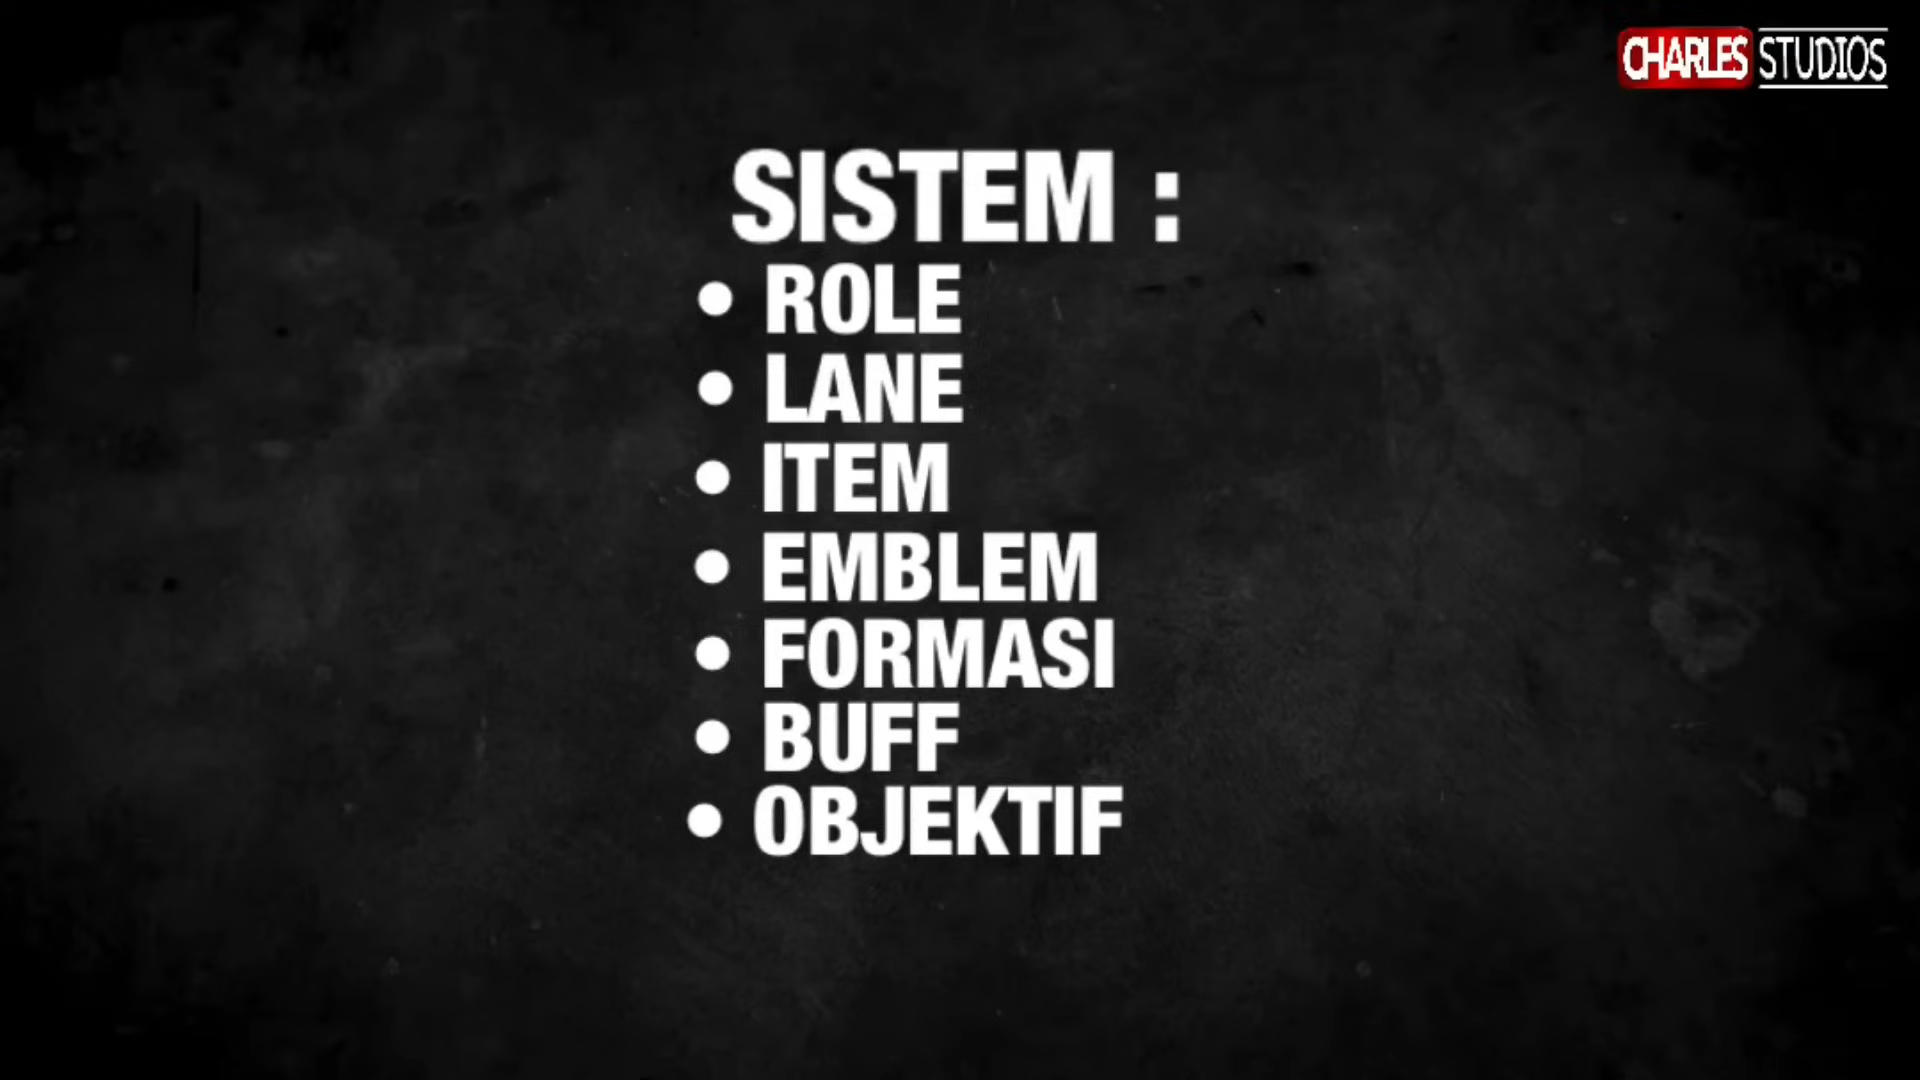 CHARLES STUDIOS
SISTEM :
• ROLE
• LANE
• ITEM
• EMBLEM
• FORMASI
• BUFF
• OBJEKTIF